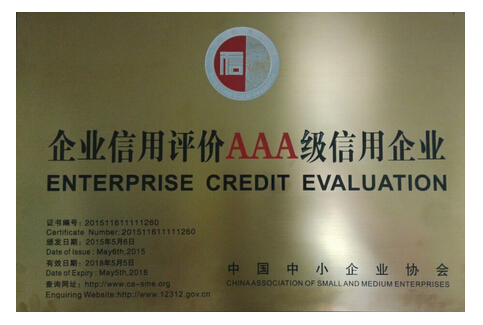 信
企业信用评价AAA级信用企业
ENTERPRISE CREDIT EVALUATION
证书编号：201511611111260
Certificate Number:201511611111260
颁发日期：2015年5月6日
Date of Issue : May6th,2015
有效日期：2018年5月5日
Date of Expiry : May5th,2018
查询网址：http://www.ca-sme.org
Enquiring Website:http://www.12312.gov.cn
中国中小企业协会
CHINA ASSOCIATION OF SMALL AND MEDIUM ENTERPRISES